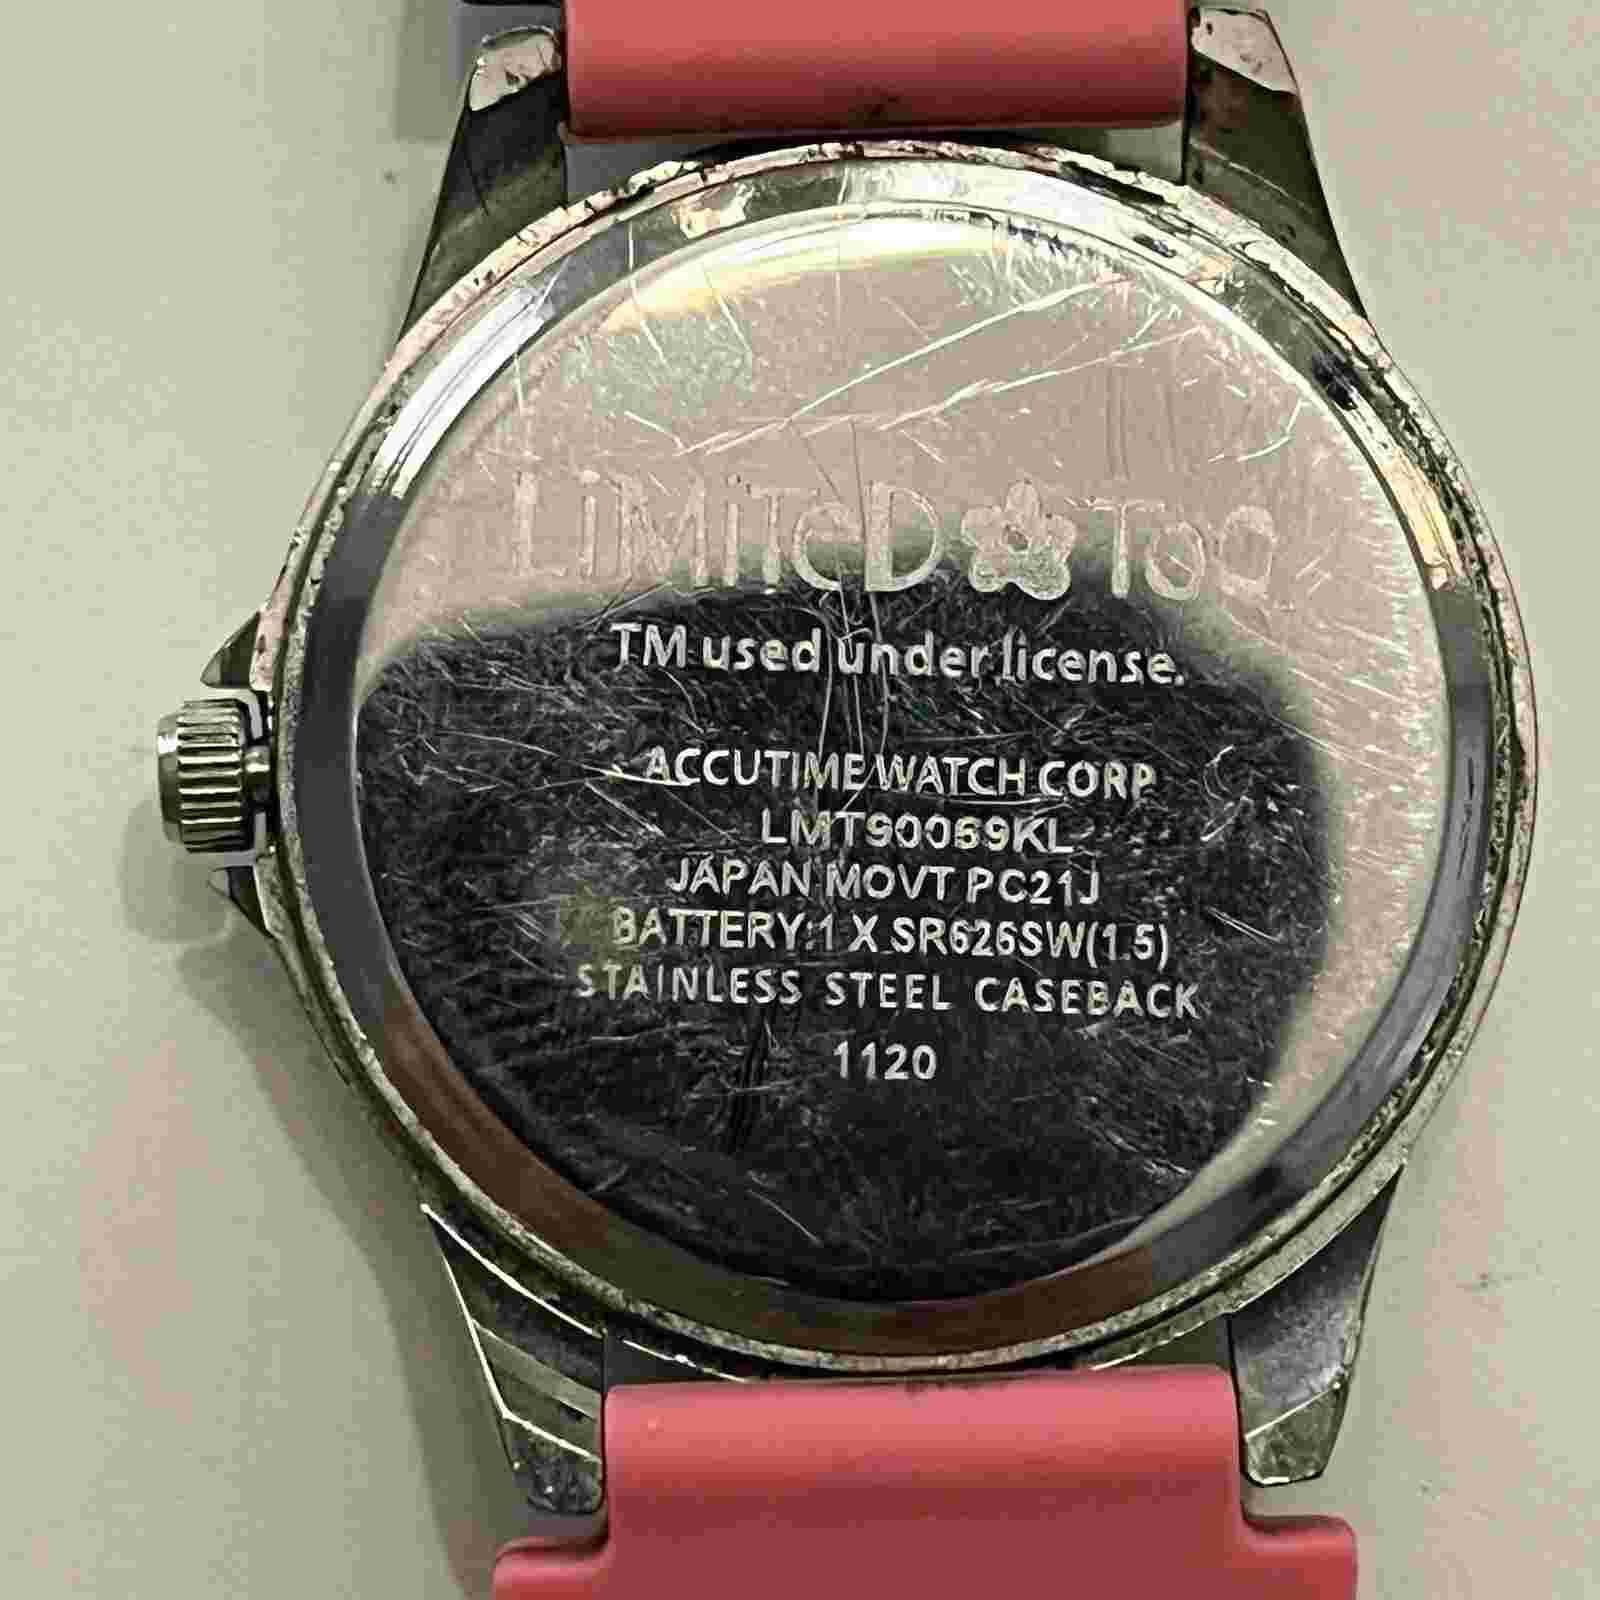 LiMiTeD Too
TM used under license.
ACCUTIME WATCH CORP
LMT90059KL
JAPAN MOVT PC21J
BATTERY:1 X SR626SW(1.5)
STAINLESS STEEL CASEBACK
1120